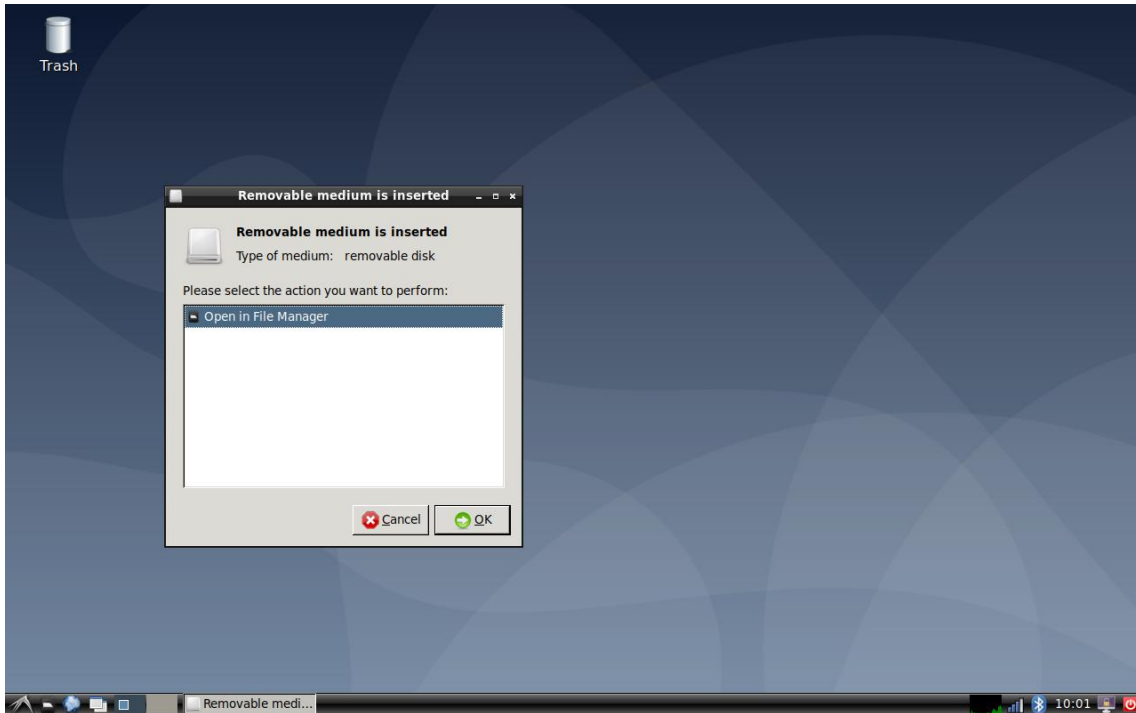 Trash
Removable medium is inserted
Removable medium is inserted
Type of medium: removable disk
Please select the action you want to perform:
Open in File Manager
Cancel
OK
Removable medi...
10:01